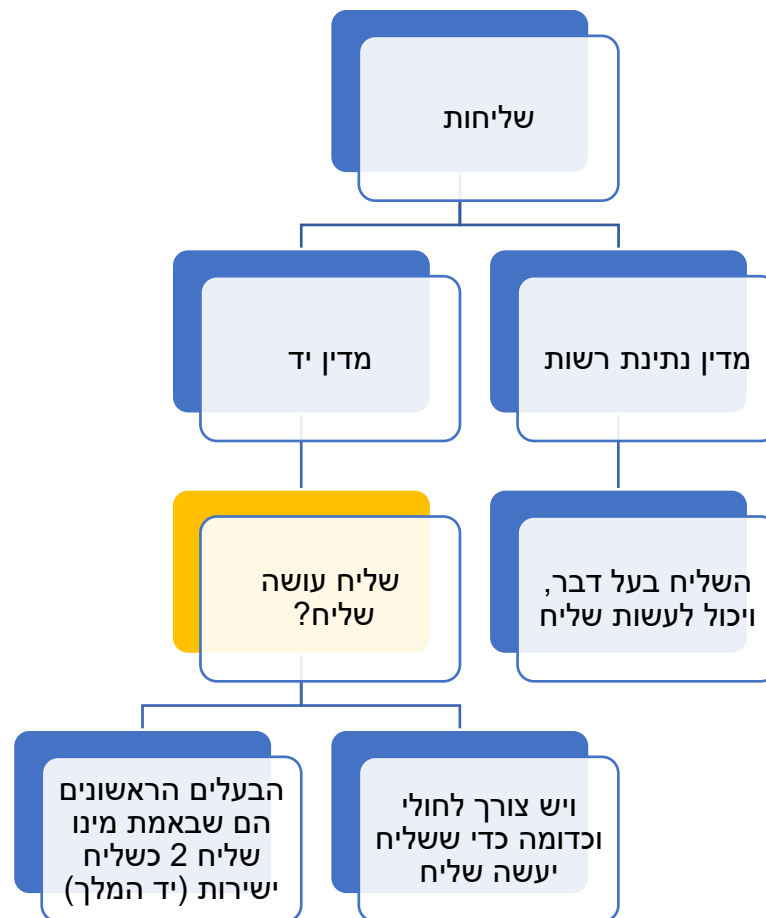 שליחות
מדין נתינת רשות
מדין יד
השליח בעל דבר,
ויכול לעשות שליח
שליח עושה
שליח?
ויש צורך לחולי
וכדומה כדי ששליח
יעשה שליח
הבעלים הראשונים
הם שבאמת מינו
שליח 2 כשליח
ישירות (יד המלך)